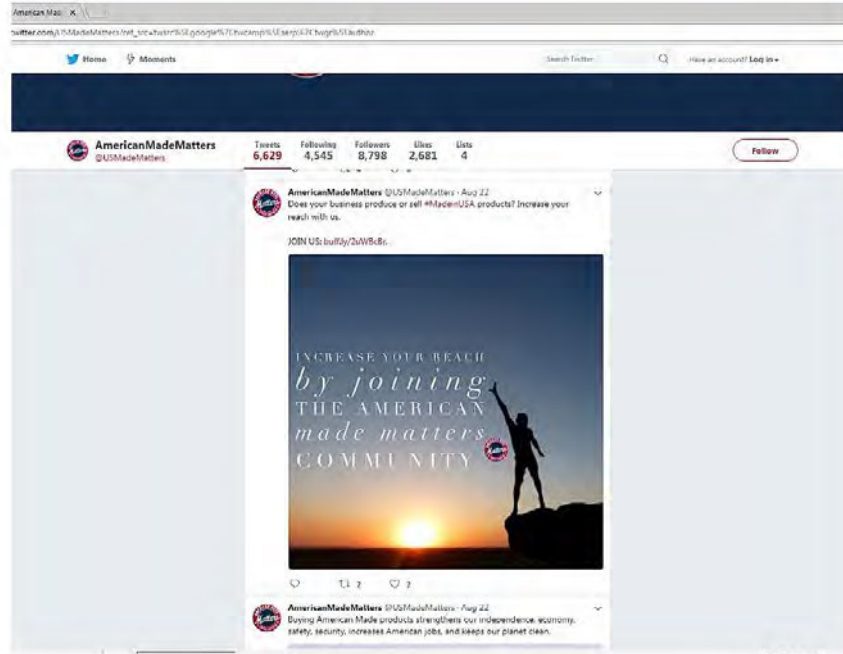 American Mad
Home Moments
Search Twitter
Have an account? Log in
AmericanMadeMatters
@USMadeMatters
Tweets Following Followers Likes Lists
6,629 4,545 8,798 2,681 4
Follow
AmericanMadeMatters @USMadeMatters · Aug 22
Does your business produce or sell #MadeinUSA products? Increase your
reach with us.
JOIN US:
INCREASE YOUR REACH
by joining
THE AMERICAN
made matters
COMMUNITY
Matters
2 2
AmericanMadeMatters @USMadeMatters · Aug 22
Buying American Made products strengthens our independence, economy,
safety, security, increases American jobs, and keeps our planet clean.